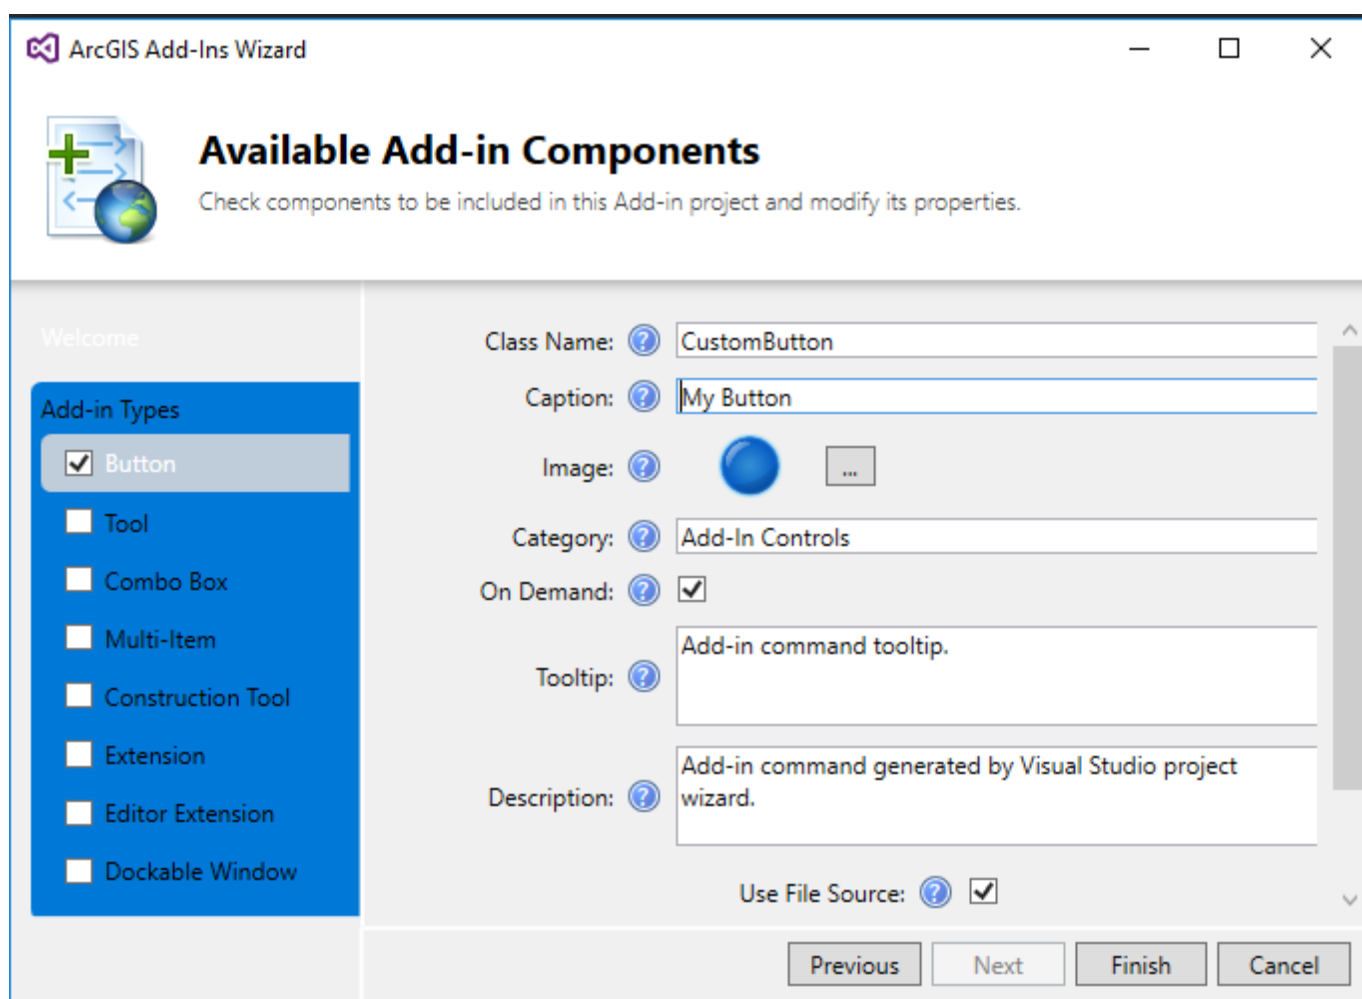 ArcGIS Add-Ins Wizard
Available Add-in Components
Check components to be included in this Add-in project and modify its properties.
Welcome
Add-in Types
Button
Tool
Combo Box
Multi-Item
Construction Tool
Extension
Editor Extension
Dockable Window
Class Name: ? CustomButton
Caption: ? My Button
Image: ? ...
Category: ? Add-In Controls
On Demand: ?
Tooltip: ? Add-in command tooltip.
Description: ? Add-in command generated by Visual Studio project
wizard.
Use File Source: ?
Previous Next Finish Cancel